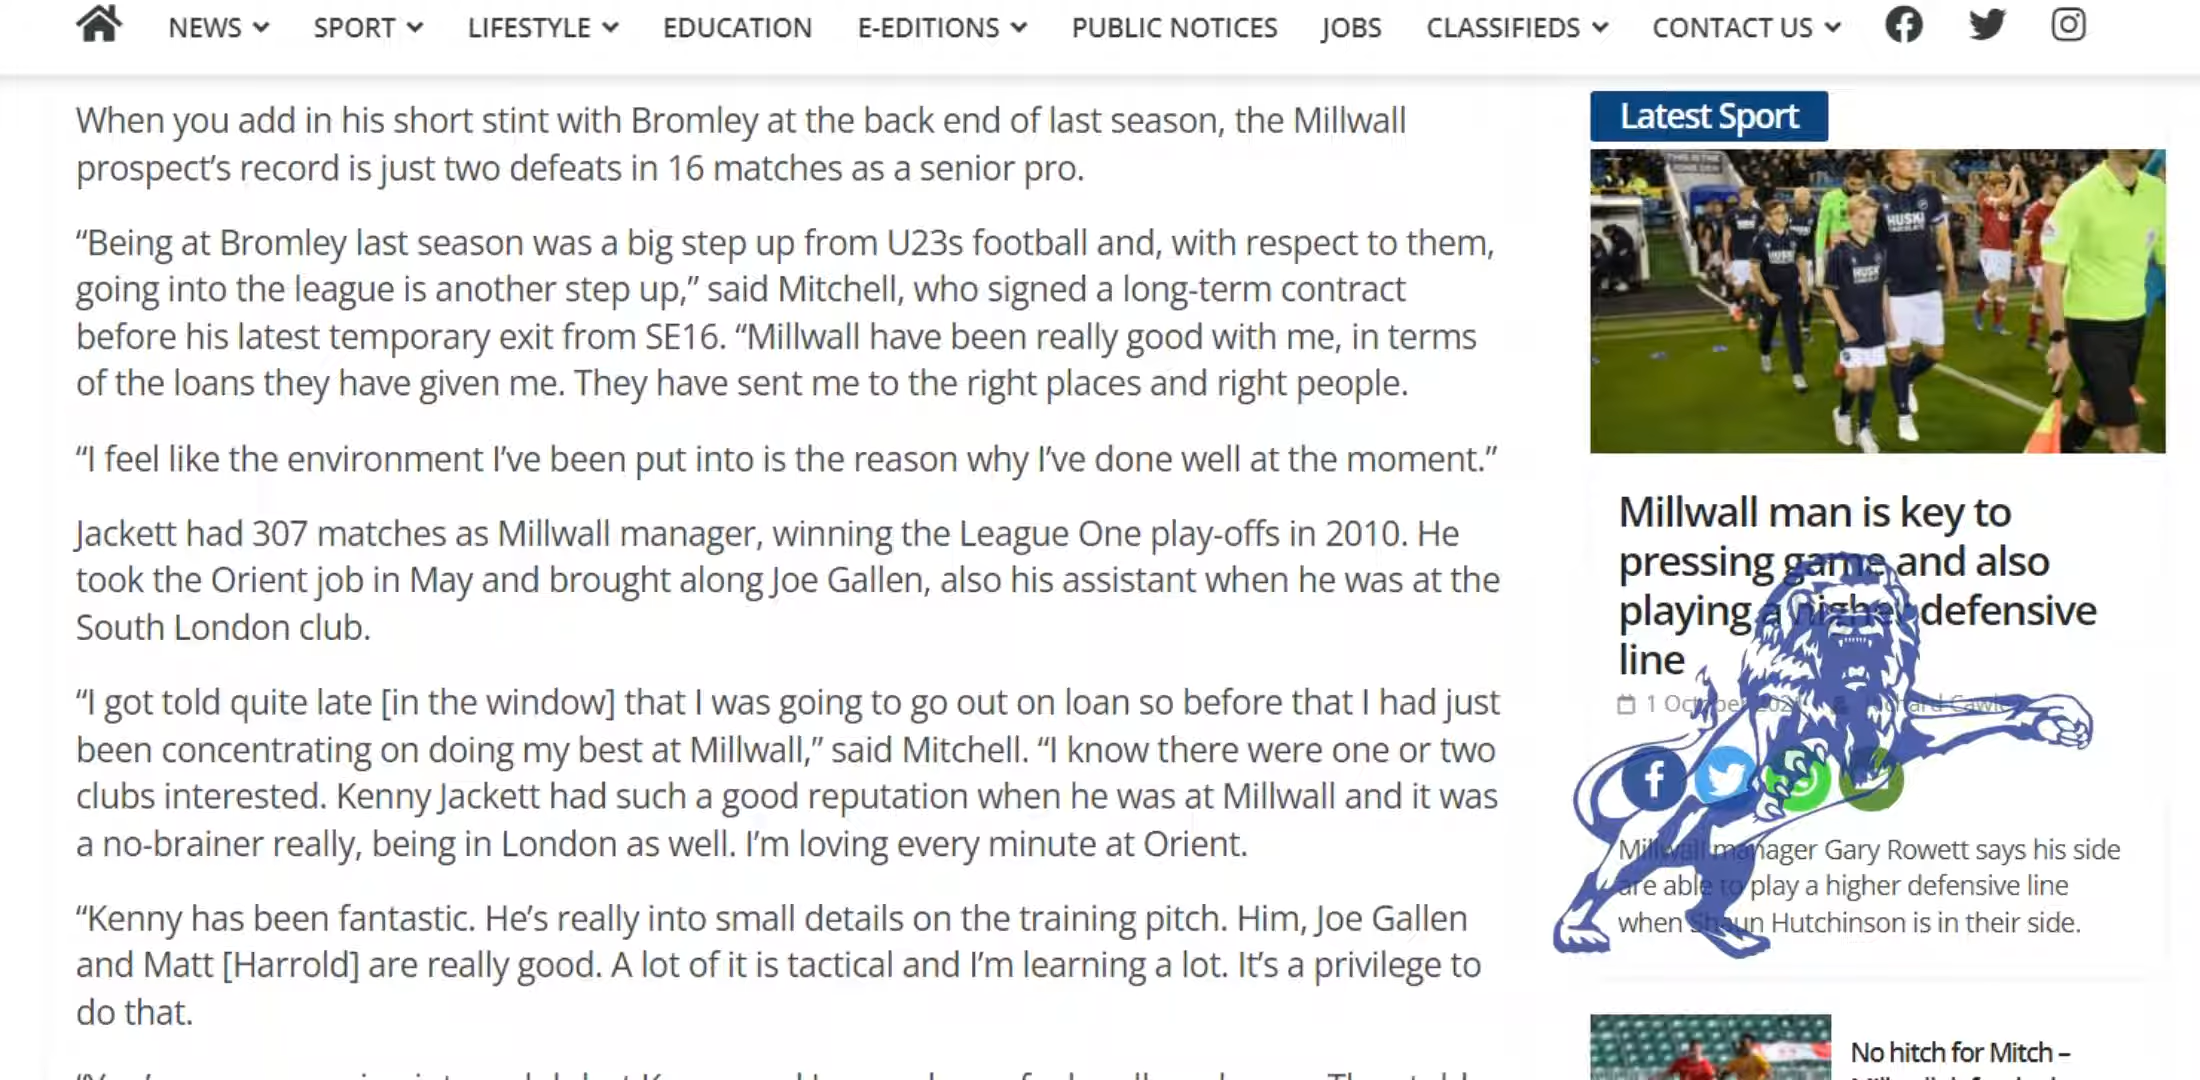 NEWS SPORT LIFESTYLE EDUCATION E-EDITIONS PUBLIC NOTICES JOBS CLASSIFIEDS CONTACT US
When you add in his short stint with Bromley at the back end of last season, the Millwall
prospect’s record is just two defeats in 16 matches as a senior pro.
“Being at Bromley last season was a big step up from U23s football and, with respect to them,
going into the league is another step up,” said Mitchell, who signed a long-term contract
before his latest temporary exit from SE16. “Millwall have been really good with me, in terms
of the loans they have given me. They have sent me to the right places and right people.
“I feel like the environment I’ve been put into is the reason why I’ve done well at the moment.”
Jackett had 307 matches as Millwall manager, winning the League One play-offs in 2010. He
took the Orient job in May and brought along Joe Gallen, also his assistant when he was at the
South London club.
“I got told quite late [in the window] that I was going to go out on loan so before that I had just
been concentrating on doing my best at Millwall,” said Mitchell. “I know there were one or two
clubs interested. Kenny Jackett had such a good reputation when he was at Millwall and it was
a no-brainer really, being in London as well. I’m loving every minute at Orient.
“Kenny has been fantastic. He’s really into small details on the training pitch. Him, Joe Gallen
and Matt [Harrold] are really good. A lot of it is tactical and I’m learning a lot. It’s a privilege to
do that.
Latest Sport
HUSKI
HUSKI
HUSKI
Millwall man is key to
pressing game and also
playing a higher defensive
line
1 October Richard Cawley
Millwall manager Gary Rowett says his side
are able to play a higher defensive line
when Shaun Hutchinson is in their side.
No hitch for Mitch –